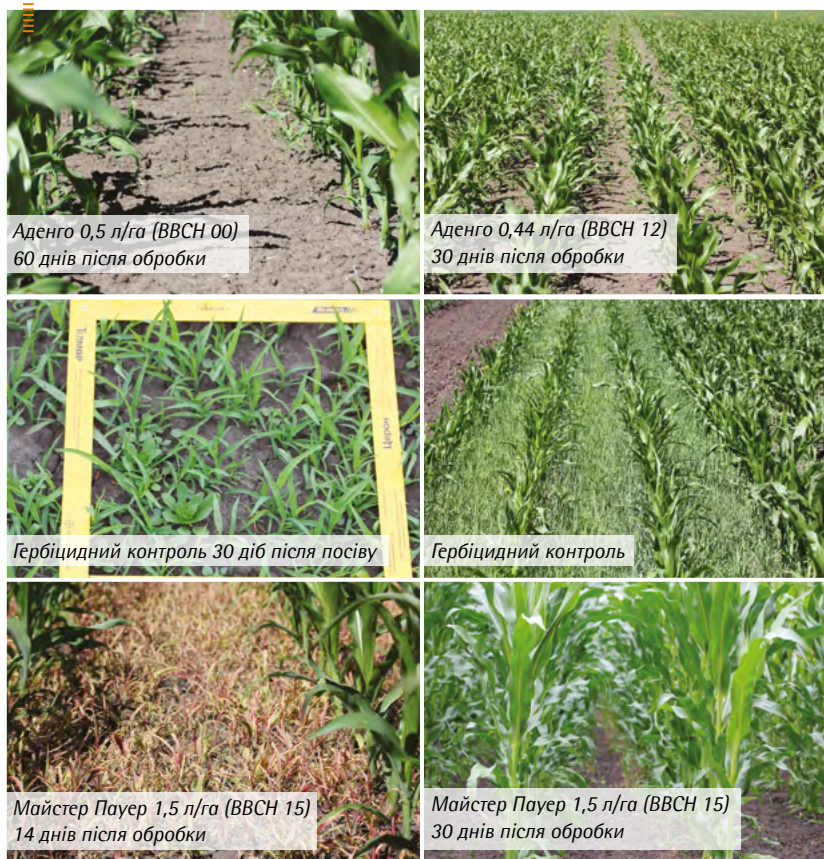 Аденго 0,5 л/га (ВВСН 00)
60 днів після обробки
Аденго 0,44 л/га (ВВСН 12)
30 днів після обробки
Тілмор
Церон
Гербіцидний контроль 30 діб після посіву
Гербіцидний контроль
Майстер Пауер 1,5 л/га (ВВСН 15)
14 днів після обробки
Майстер Пауер 1,5 л/га (ВВСН 15)
30 днів після обробки